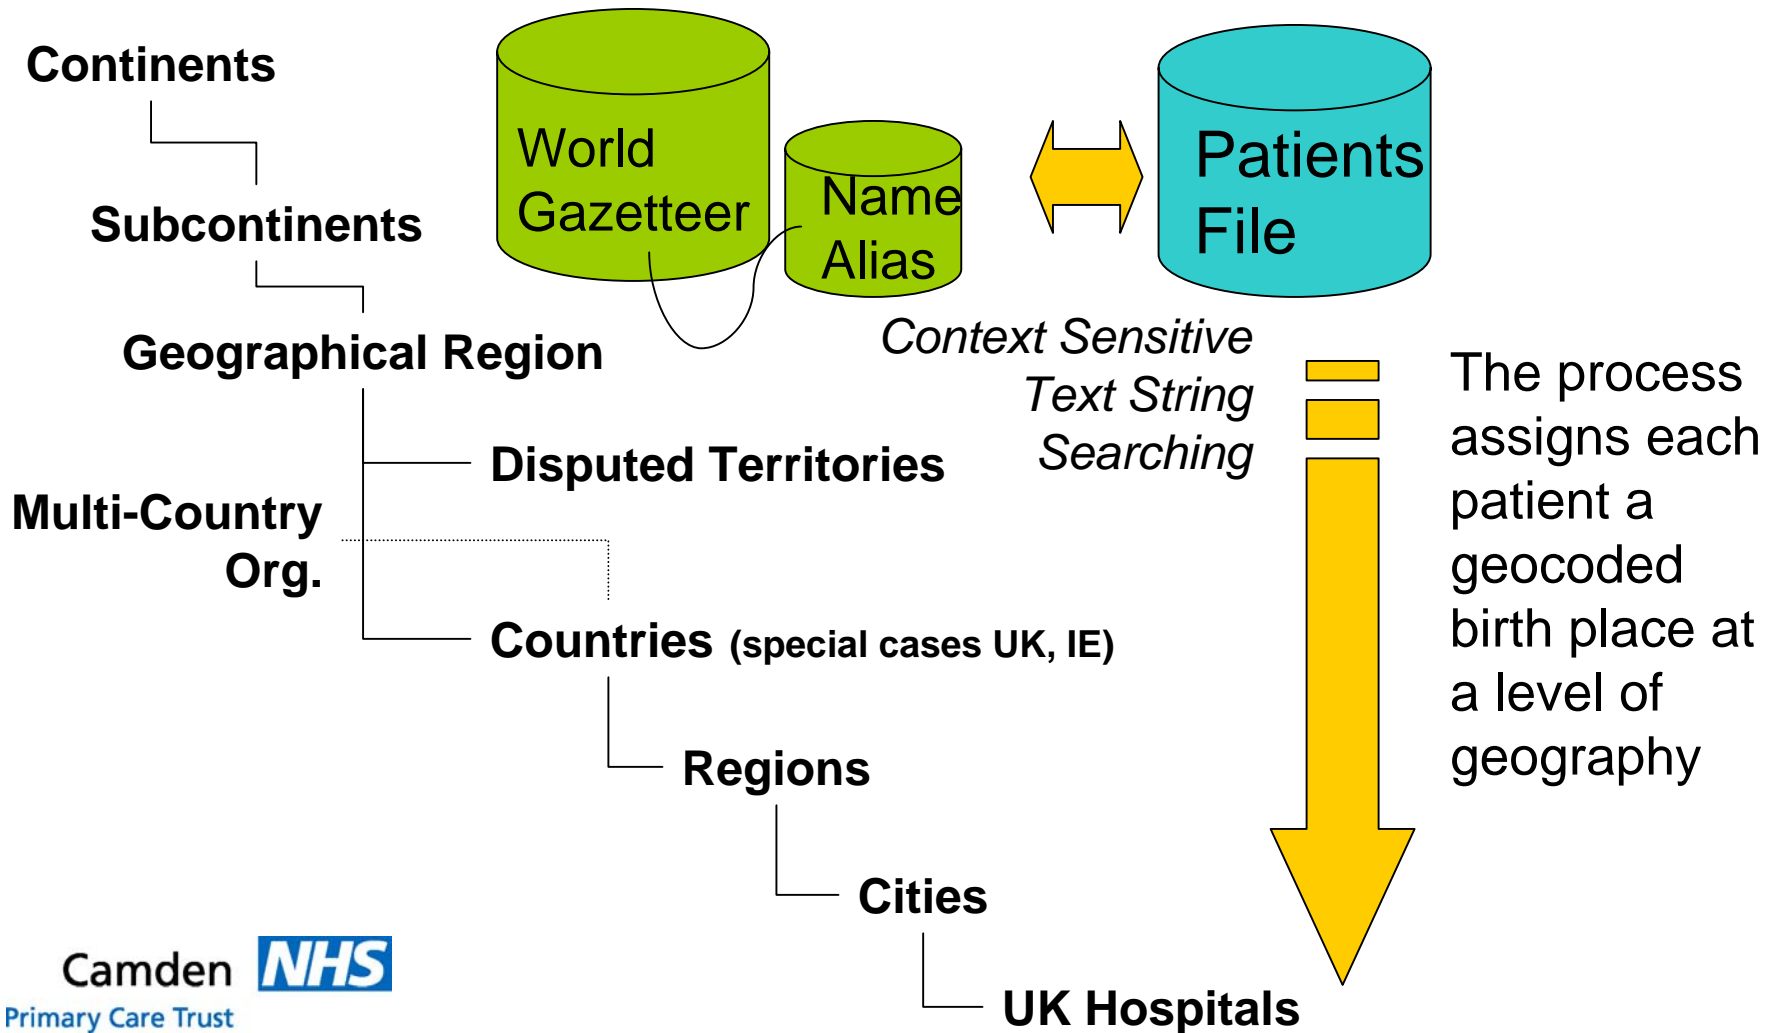 Continents
Subcontinents
Geographical Region
Disputed Territories
Multi-Country
Org.
Countries (special cases UK, IE)
Regions
Cities
UK Hospitals
World
Gazetteer
Name
Alias
Patients
File
Context Sensitive
Text String
Searching
The process
assigns each
patient a
geocoded
birth place at
a level of
geography
Camden NHS
Primary Care Trust